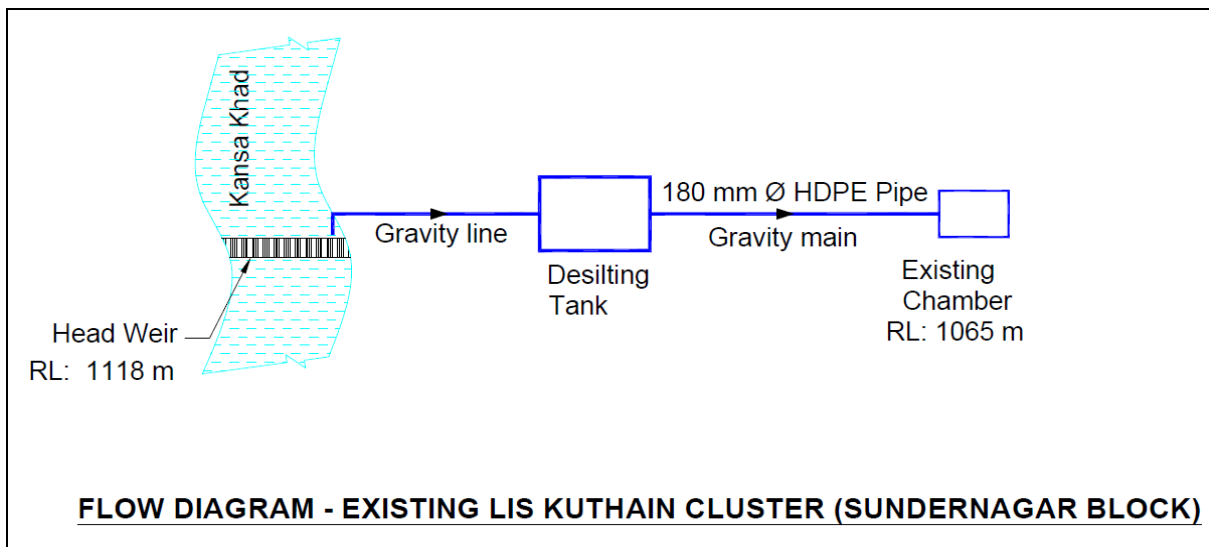 Kansa Khad
180 mm Ø HDPE Pipe
Gravity line
Gravity main
Desilting
Tank
Existing
Chamber
RL: 1065 m
Head Weir
RL: 1118 m
FLOW DIAGRAM - EXISTING LIS KUTHAIN CLUSTER (SUNDERNAGAR BLOCK)